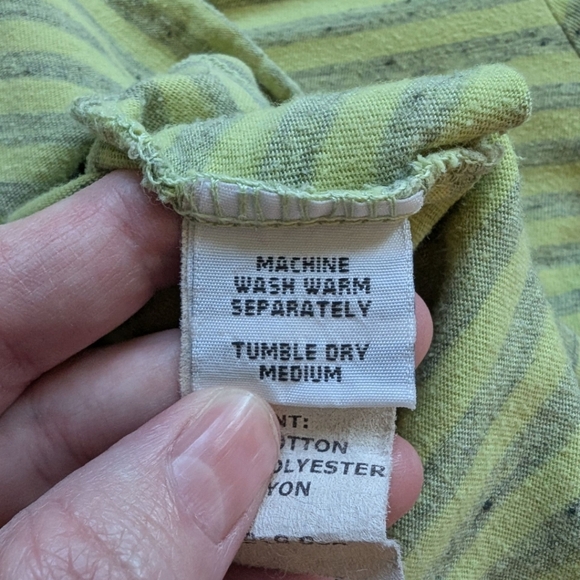 MACHINE
WASH WARM
SEPARATELY
TUMBLE DRY
MEDIUM
NT:
OTTON
OLYESTER
YON